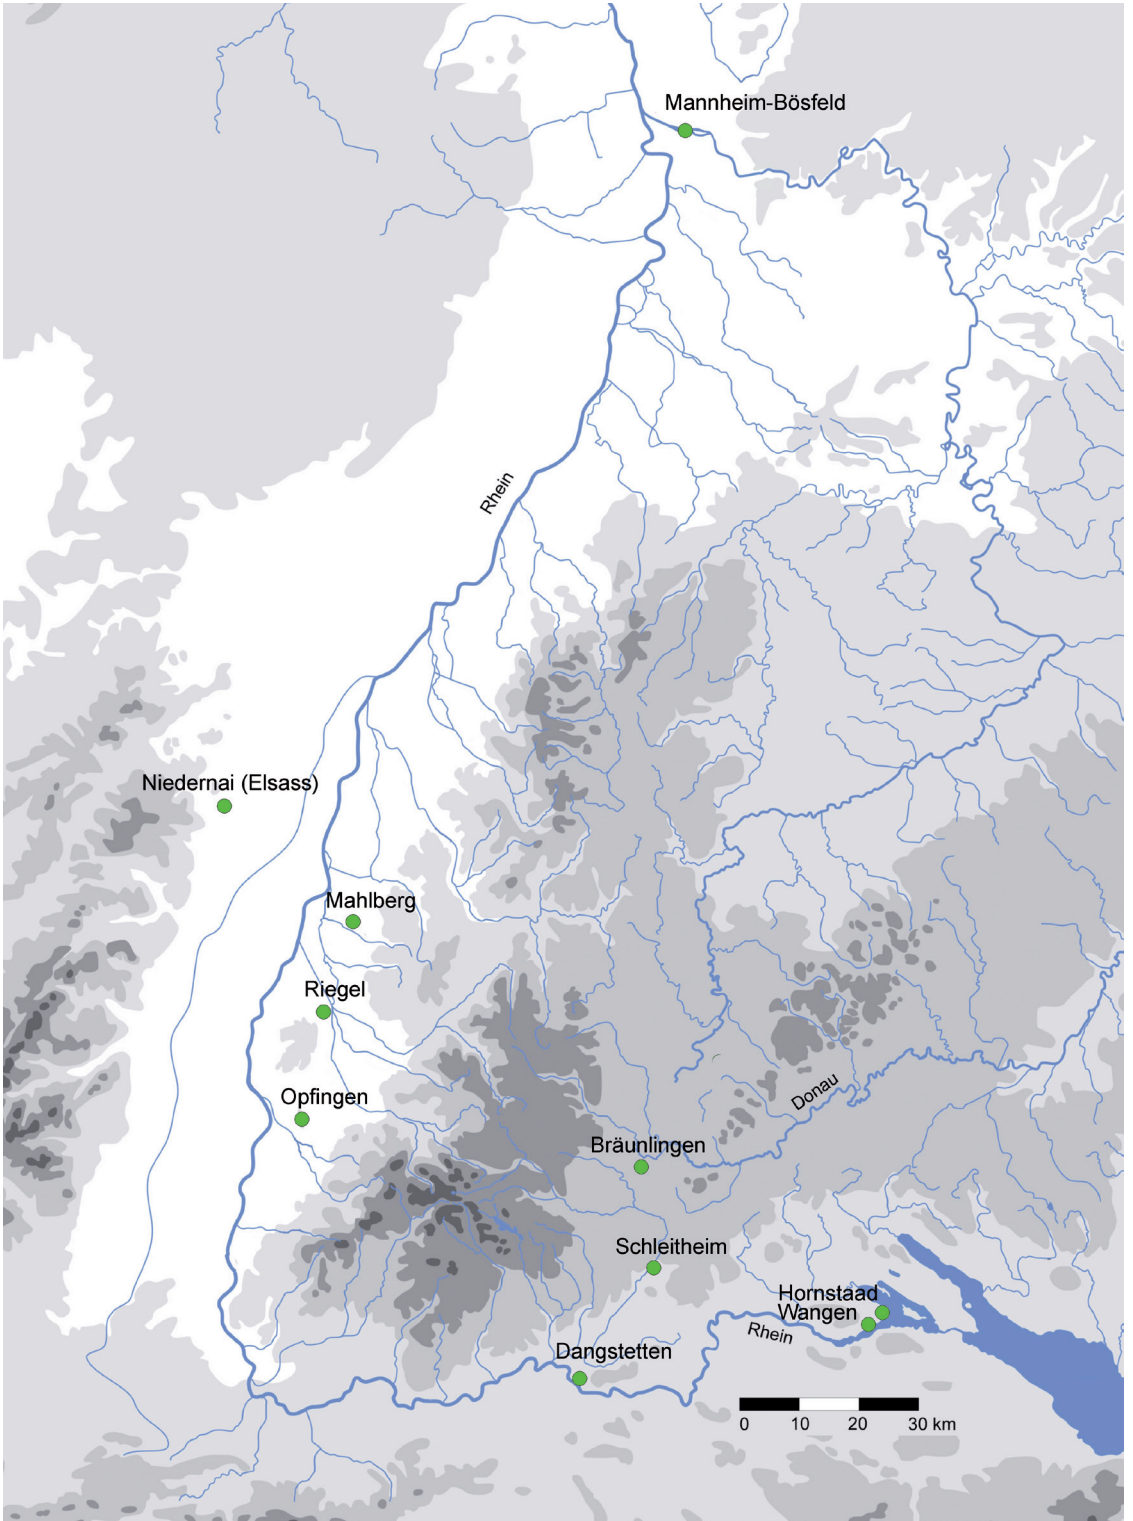 Mannheim-Bösfeld
Rhein
Niedernai (Elsass)
Mahlberg
Riegel
Opfingen
Donau
Bräunlingen
Schleitheim
Hornstaad
Wangen
Rhein
Dangstetten
0 10 20 30 km